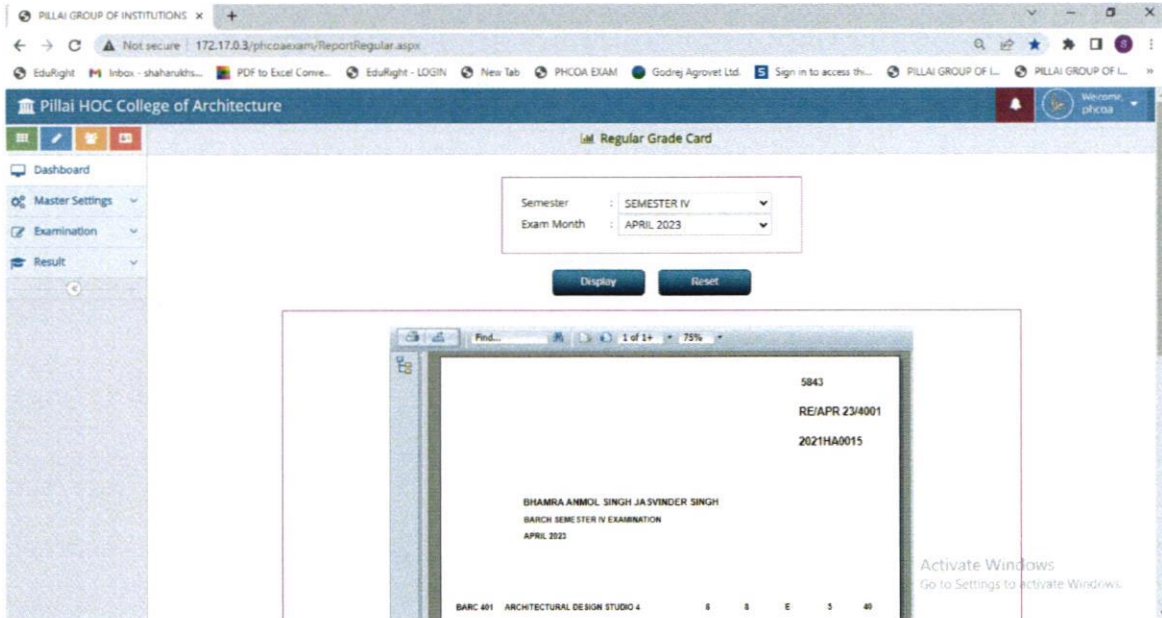 PILLAI GROUP OF INSTITUTIONS
Not secure 172.17.0.3/phcoaexam/ReportRegular.aspx
EduRight Inbox - shaharukhs... PDF to Excel Conve... EduRight - LOGIN New Tab PHCOA EXAM Godrej Agrovet Ltd. Sign in to access thi... PILLAI GROUP OF I... PILLAI GROUP OF I... »
Pillai HOC College of Architecture
Welcome,
phcoa
Regular Grade Card
Dashboard
Master Settings
Examination
Result
Semester : SEMESTER IV
Exam Month : APRIL 2023
Display Reset
Find... 1 of 1+ 75%
5843
RE/APR 23/4001
2021HA0015
BHAMRA ANMOL SINGH JASVINDER SINGH
BARCH SEMESTER IV EXAMINATION
APRIL 2023
Activate Windows
Go to Settings to activate Windows.
BARC 401 ARCHITECTURAL DESIGN STUDIO 4 8 8 E 5 40